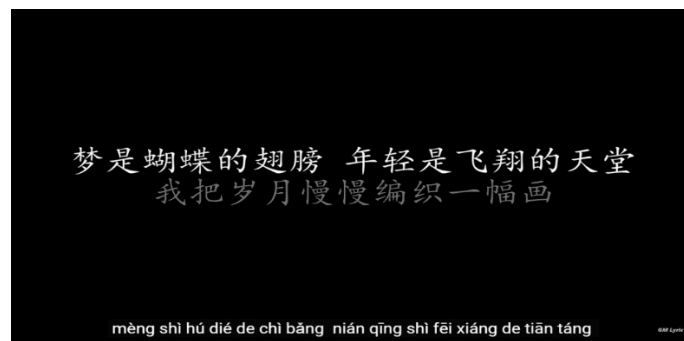 梦是蝴蝶的翅膀 年轻是飞翔的天堂
我把岁月慢慢编织一幅画
mèng shì hú dié de chì bǎng nián qīng shì fēi xiáng de tiān táng
GM Lyric